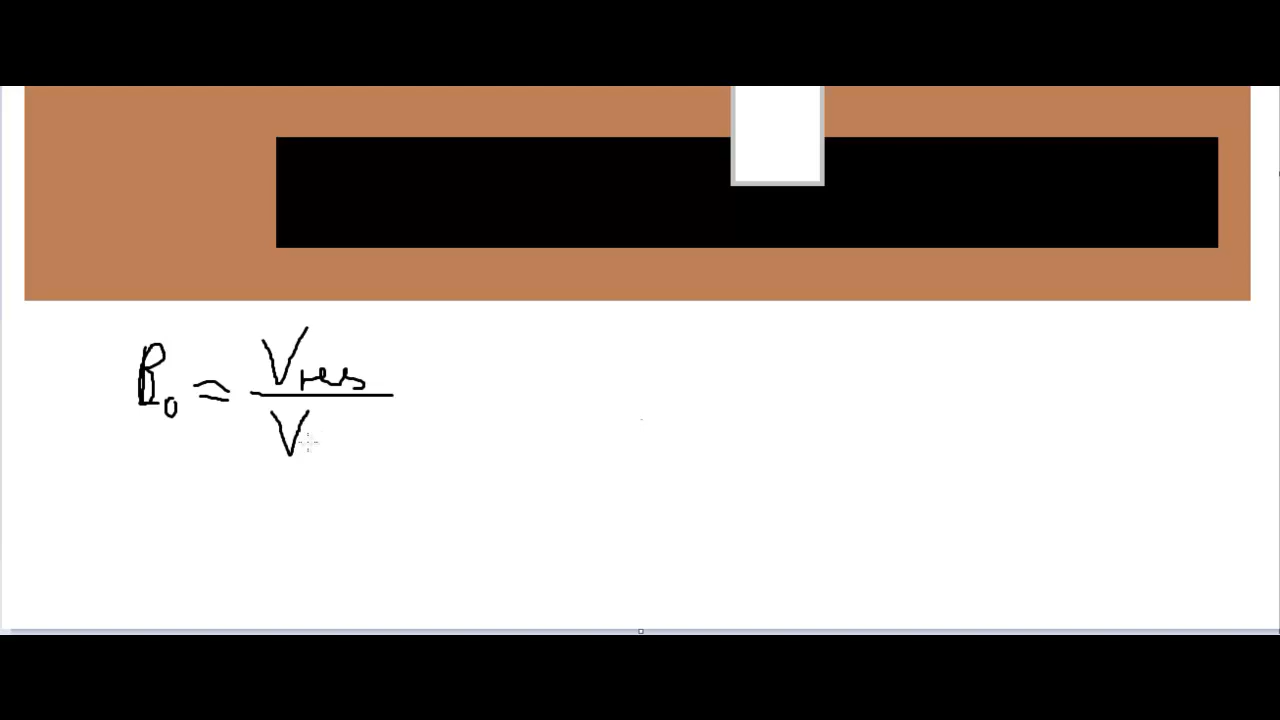 B₀ = Vres
V